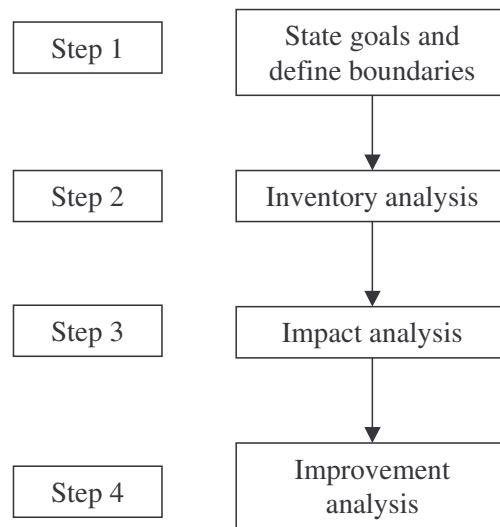 Step 1
State goals and
define boundaries
Step 2
Inventory analysis
Step 3
Impact analysis
Step 4
Improvement
analysis